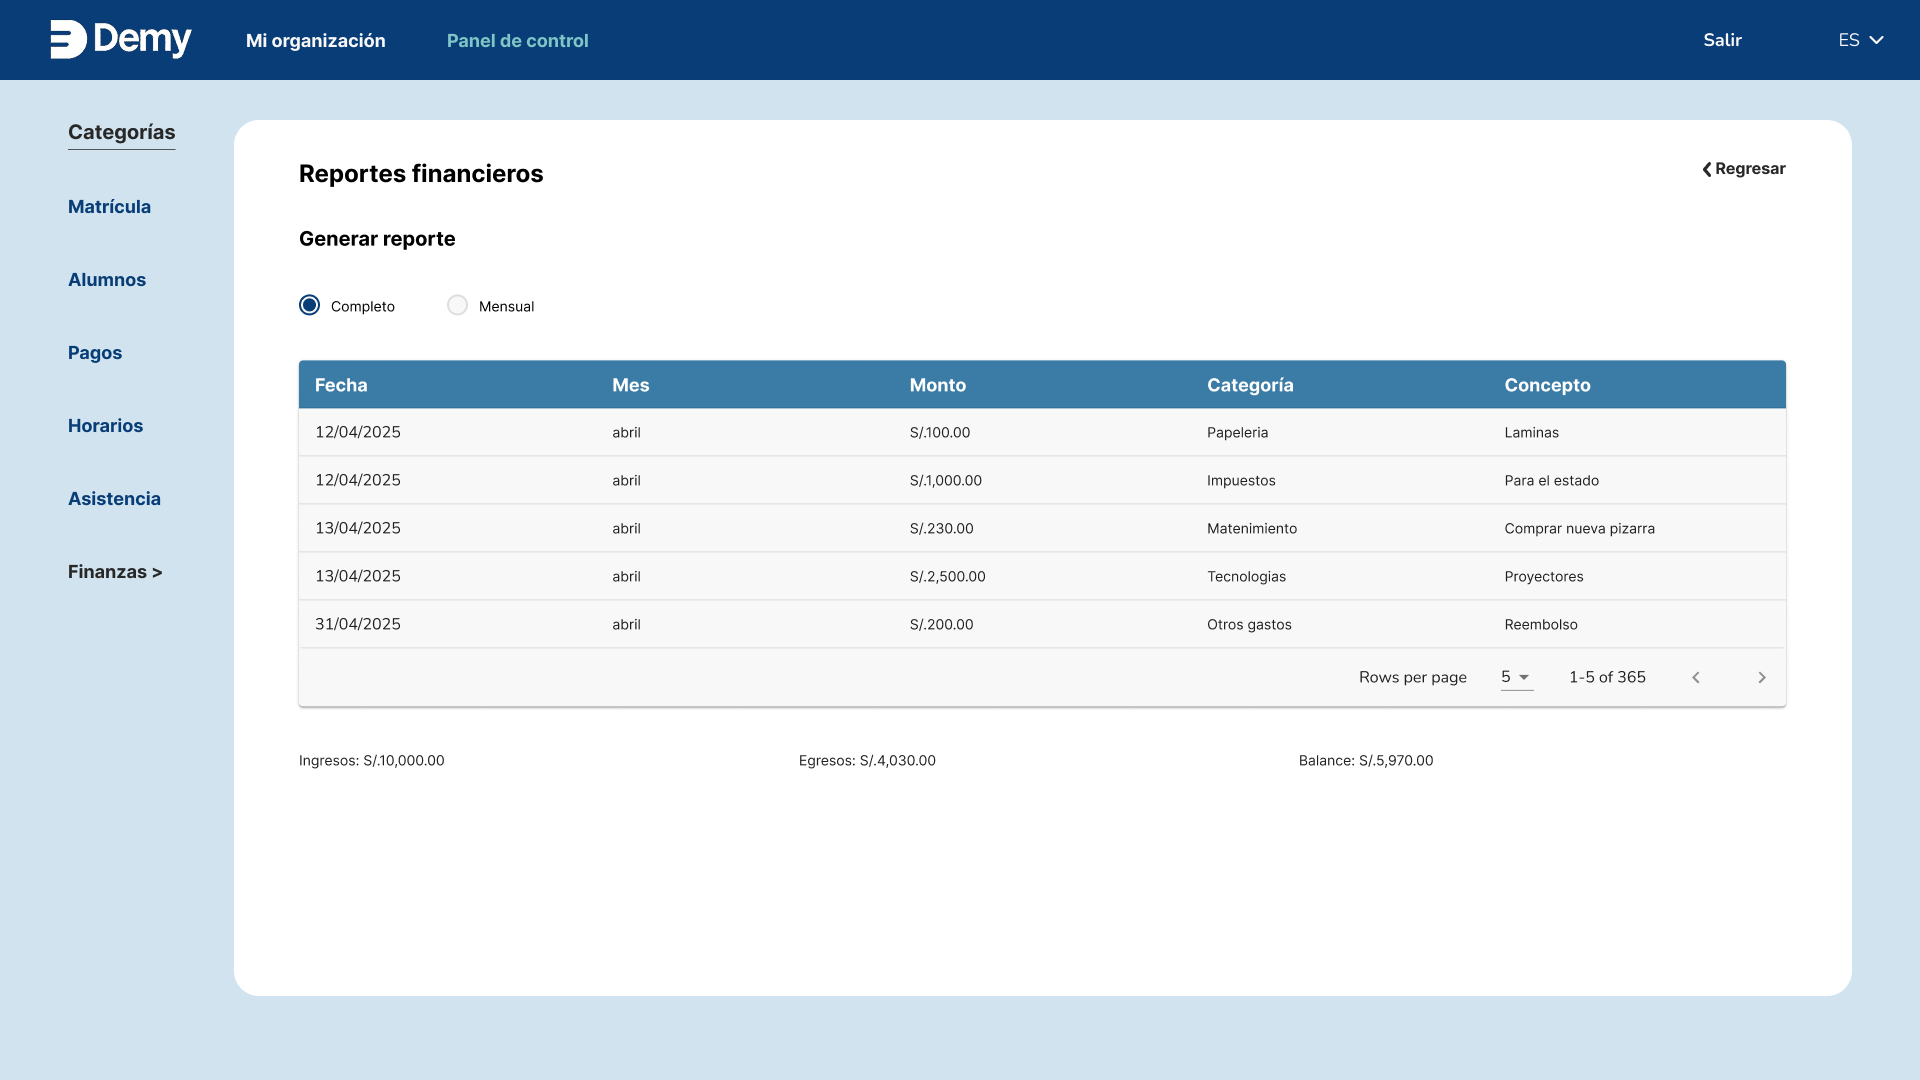 Demy Mi organización Panel de control Salir ES
Categorías
Matrícula
Alumnos
Pagos
Horarios
Asistencia
Finanzas >
Reportes financieros
Regresar
Generar reporte
Completo Mensual
Fecha Mes Monto Categoría Concepto
12/04/2025 abril S/.100.00 Papeleria Laminas
12/04/2025 abril S/.1,000.00 Impuestos Para el estado
13/04/2025 abril S/.230.00 Matenimiento Comprar nueva pizarra
13/04/2025 abril S/.2,500.00 Tecnologias Proyectores
31/04/2025 abril S/.200.00 Otros gastos Reembolso
Rows per page 5 1-5 of 365
Ingresos: S/.10,000.00 Egresos: S/.4,030.00 Balance: S/.5,970.00